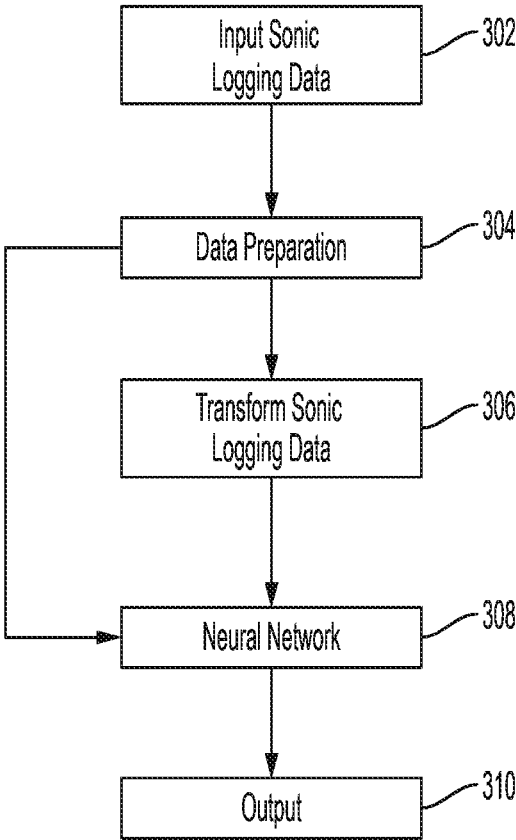 Input Sonic
Logging Data
302
Data Preparation
304
Transform Sonic
Logging Data
306
Neural Network
308
Output
310